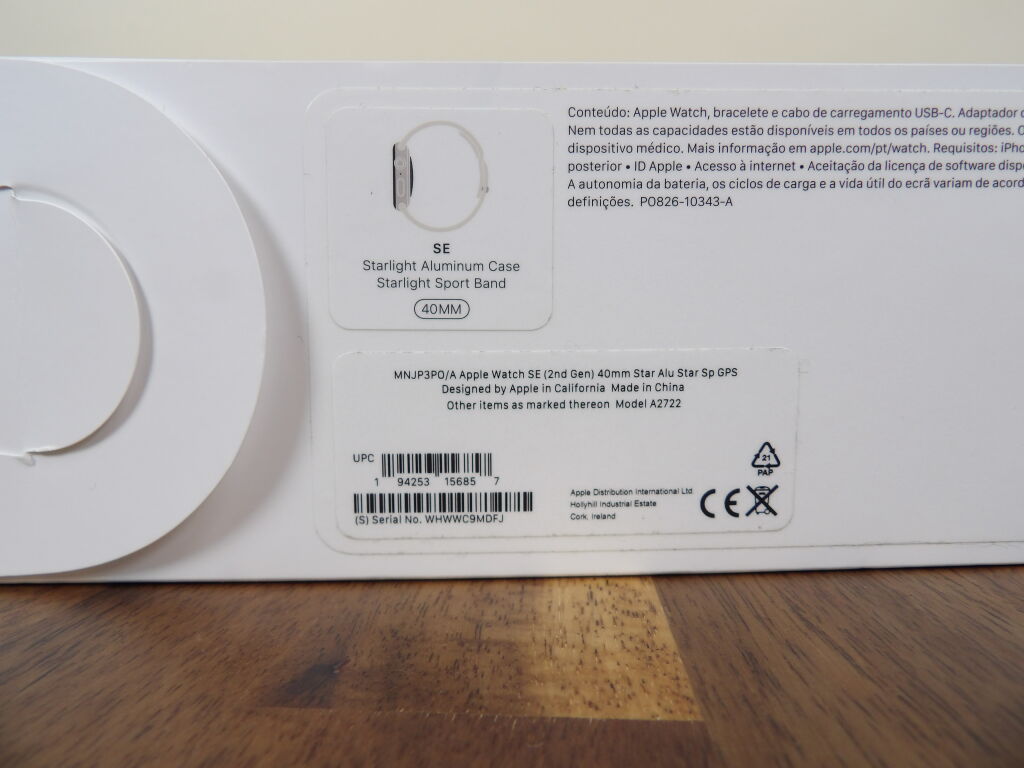 Conteúdo: Apple Watch, bracelete e cabo de carregamento USB-C. Adaptador
Nem todas as capacidades estão disponíveis em todos os países ou regiões.
dispositivo médico. Mais informação em apple.com/pt/watch. Requisitos:
posterior • ID Apple • Acesso à internet • Aceitação da licença de software
A autonomia da bateria, os ciclos de carga e a vida útil do ecrã variam de
definições. PO826-10343-A
SE
Starlight Aluminum Case
Starlight Sport Band
40MM
MNJP3PO/A Apple Watch SE (2nd Gen) 40mm Star Alu Star Sp GPS
Designed by Apple in California Made in China
Other items as marked thereon Model A2722
UPC
1 94253 15685 7
(S) Serial No. WHWWC9MDFJ
Apple Distribution International Ltd
Hollyhill Industrial Estate
Cork, Ireland
CE
21
PAP